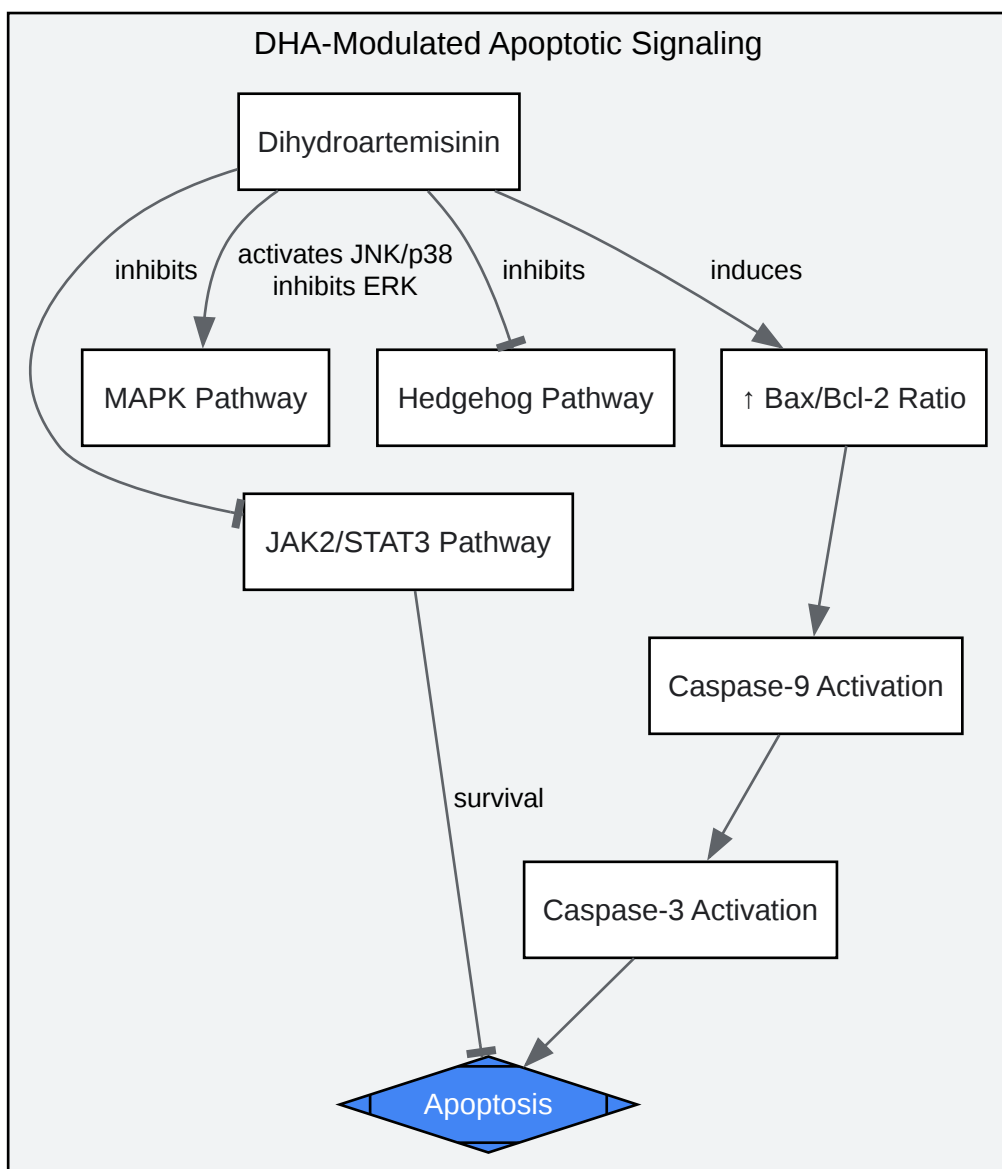 DHA-Modulated Apoptotic Signaling
Dihydroartemisinin
inhibits
activates JNK/p38
inhibits ERK
inhibits
induces
MAPK Pathway
Hedgehog Pathway
↑ Bax/Bcl-2 Ratio
JAK2/STAT3 Pathway
Caspase-9 Activation
survival
Caspase-3 Activation
Apoptosis